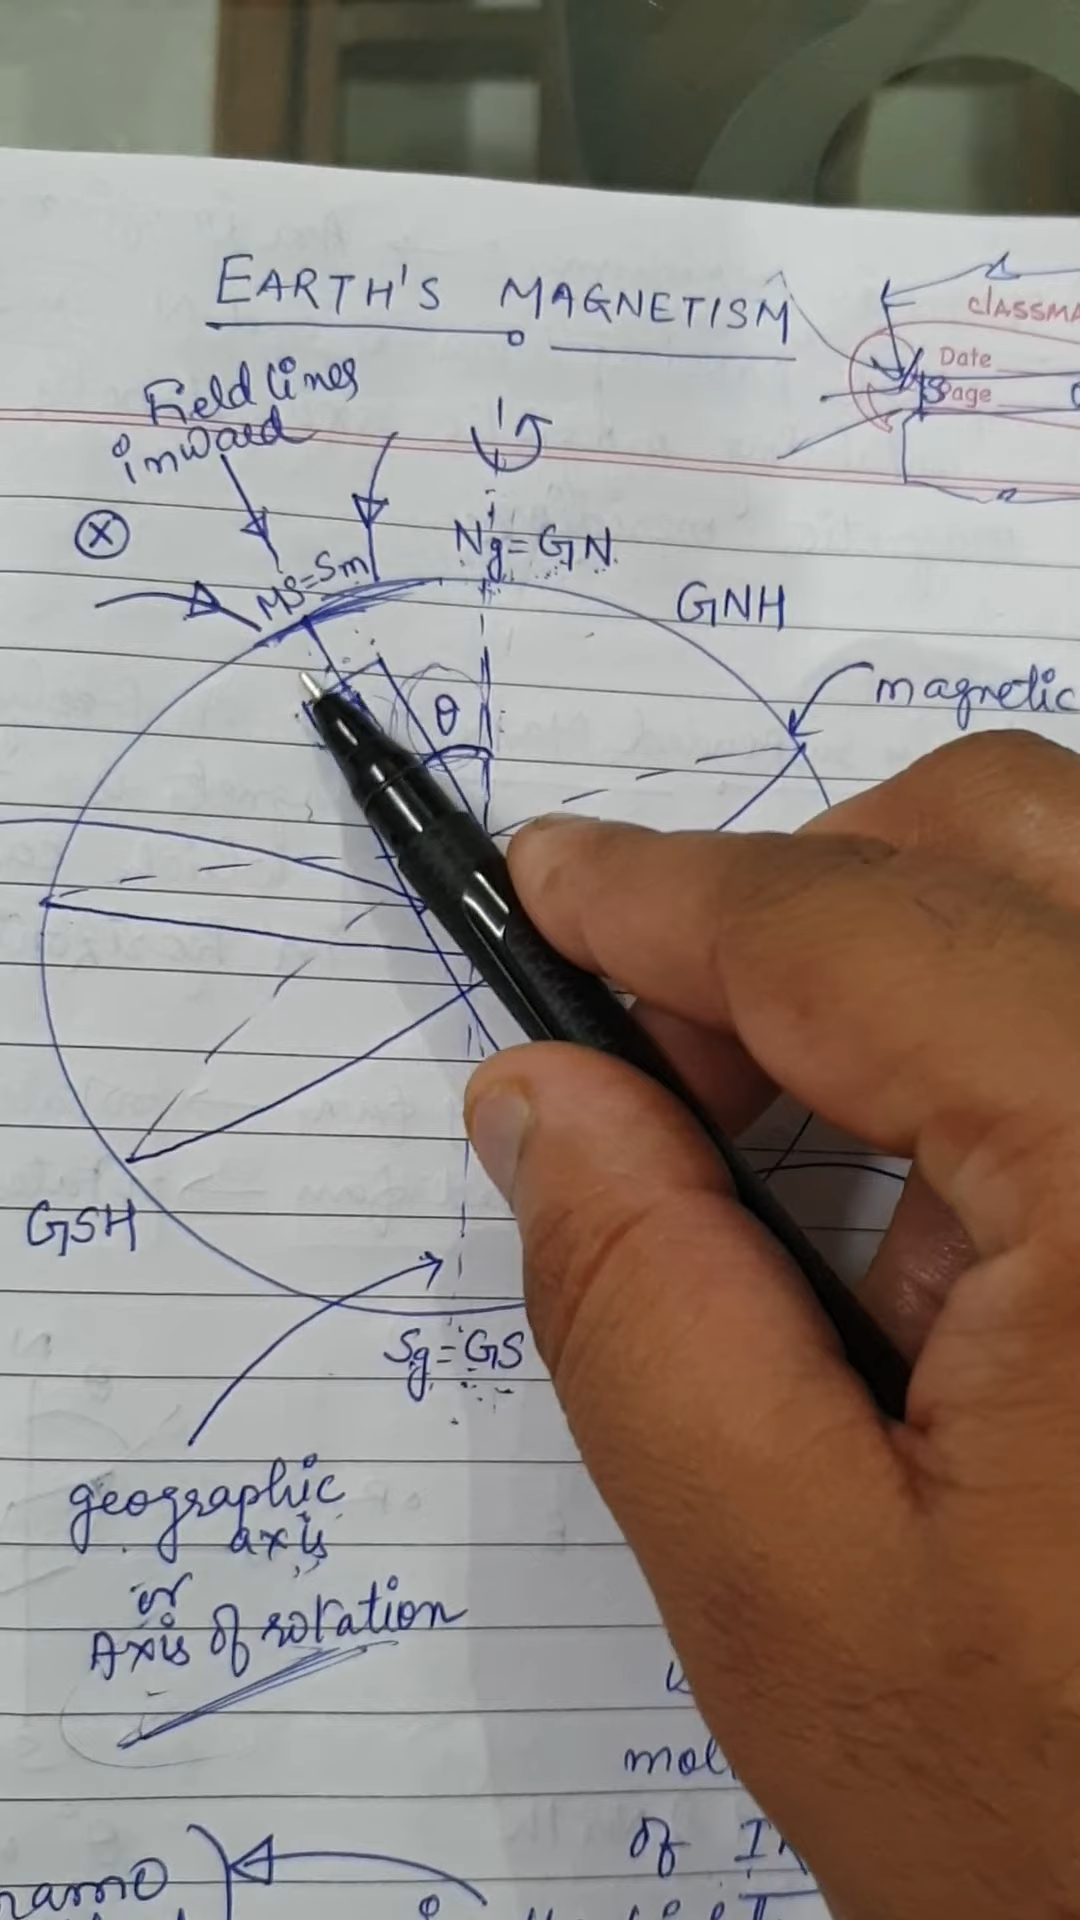 EARTH'S MAGNETISM
CLASSMA
Date
Page
Field lines
inward
X
Ng = GN
MS = Sm
GNH
θ
magnetic
GSH
Sg = GS
geographic
axis
or
Axis of rotation
of